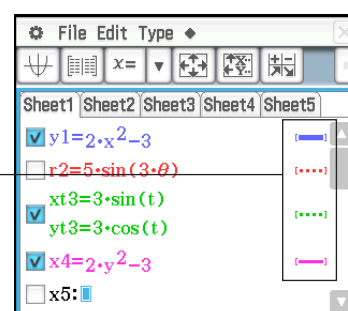 File Edit Type ◆
x=
Sheet1 Sheet2 Sheet3 Sheet4 Sheet5
y1=2·x²−3
r2=5·sin(3·θ)
xt3=3·sin(t)
yt3=3·cos(t)
x4=2·y²−3
x5: